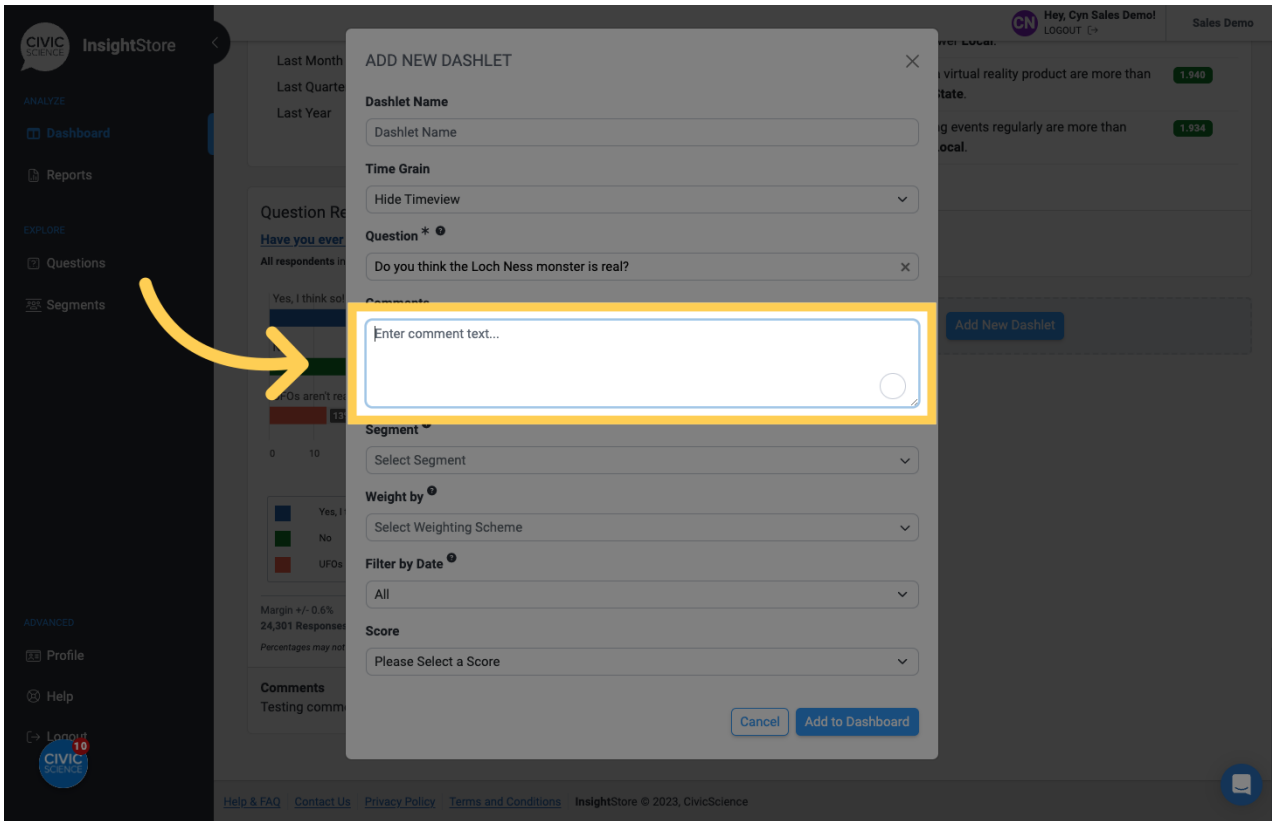 CIVIC
SCIENCE
InsightStore
ANALYZE
Dashboard
Reports
EXPLORE
Questions
Segments
ADVANCED
Profile
Help
Logout
10
CIVIC
SCIENCE
CN
Hey, Cyn Sales Demo!
LOGOUT
Sales Demo
Last Month
Last Quarte
Last Year
Local.
virtual reality product are more than
State.
1.940
g events regularly are more than
ocal.
1.934
Question Re
Have you ever
All respondents in
Yes, I think so!
UFOs aren't rea
13
0 10
Yes, I
No
UFOs
Margin +/- 0.6%
24,301 Responses
Percentages may not
Comments
Testing comm
Add New Dashlet
ADD NEW DASHLET
Dashlet Name
Dashlet Name
Time Grain
Hide Timeview
Question *
Do you think the Loch Ness monster is real?
Comments
Enter comment text...
Segment
Select Segment
Weight by
Select Weighting Scheme
Filter by Date
All
Score
Please Select a Score
Cancel
Add to Dashboard
Help & FAQ Contact Us Privacy Policy Terms and Conditions InsightStore © 2023, CivicScience